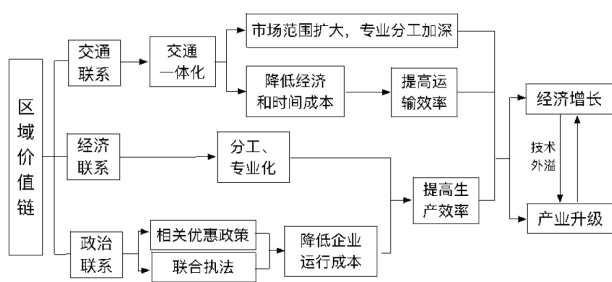 区
域
价
值
链
交通
联系
交通
一体化
市场范围扩大，专业分工加深
降低经济
和时间成本
提高运
输效率
经济
联系
分工、
专业化
提高生
产效率
政治
联系
相关优惠政策
联合执法
降低企业
运行成本
经济增长
技术
外溢
产业升级